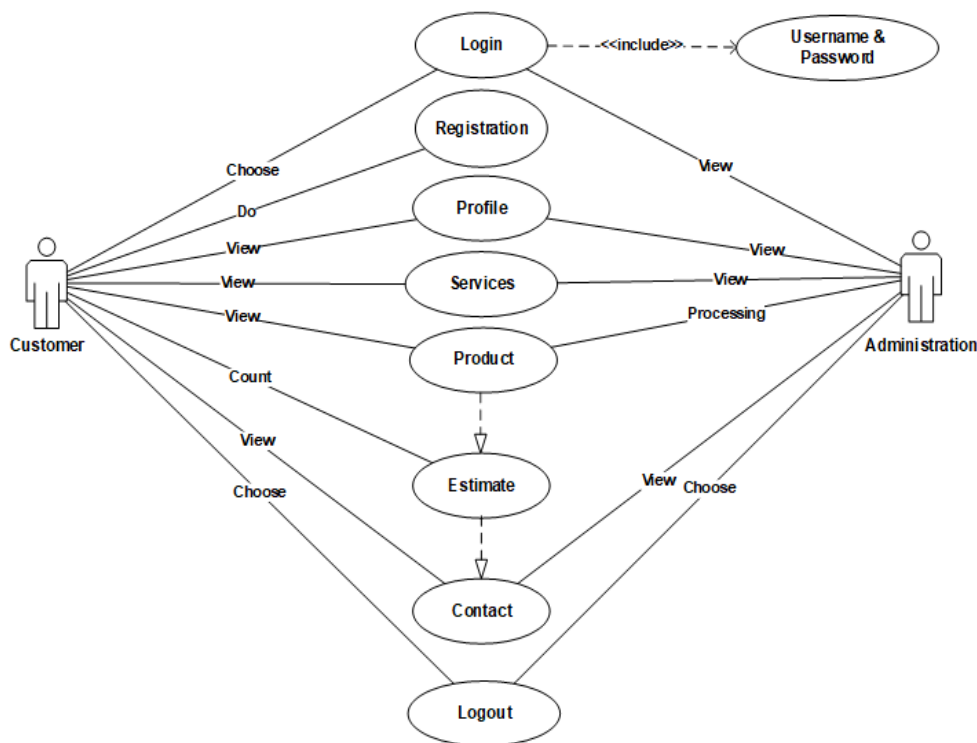 Login
<<include>>
Username &
Password
Registration
Choose
View
Do
Profile
View
View
Services
View
View
View
Processing
Customer
Product
Administration
Count
View
Estimate
View
Choose
Choose
Contact
Logout